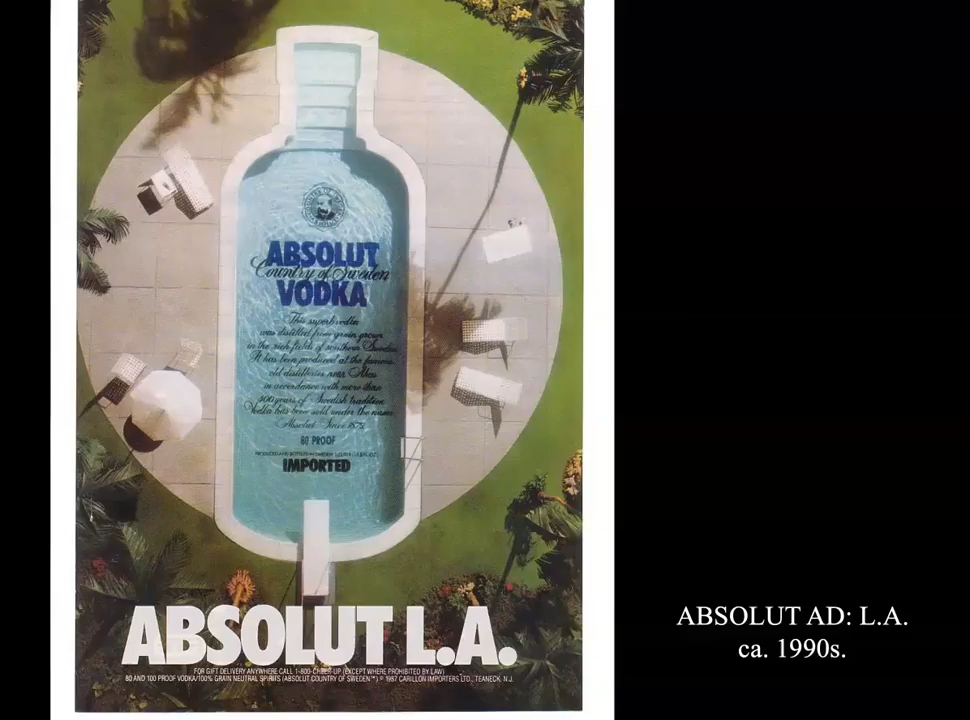 ABSOLUT
Country of Sweden
VODKA
This superb vodka
was distilled from grain grown
in the rich fields of southern Sweden.
It has been produced at the famous
old distilleries near Åhus
in accordance with more than
400 years of Swedish tradition.
Vodka has been sold under the name
Absolut Since 1879.
80 PROOF
IMPORTED
ABSOLUT L.A.
FOR GIFT DELIVERY ANYWHERE CALL 1-800-CHEER-UP (EXCEPT WHERE PROHIBITED BY LAW)
80 AND 100 PROOF VODKA/100% GRAIN NEUTRAL SPIRITS (ABSOLUT COUNTRY OF SWEDEN™) © 1987 CARILLON IMPORTERS LTD., TEANECK, N.J.
ABSOLUT AD: L.A.
ca. 1990s.